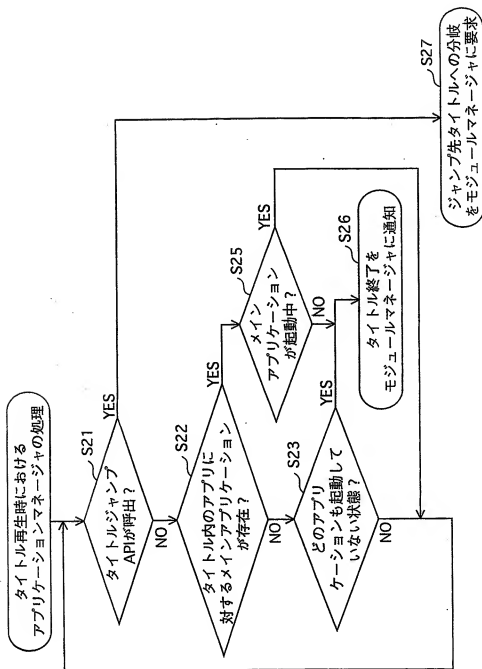 タイトル再生時における
アプリケーションマネージャの処理
S21
タイトルジャンプ
APIが呼出?
YES
NO
S22
タイトル内のアプリに
対するメインアプリケーション
が存在?
YES
NO
S25
メイン
アプリケーション
が起動中?
YES
NO
S23
どのアプリ
ケーションも起動して
いない状態?
YES
NO
S26
タイトル終了を
モジュールマネージャに通知
S27
ジャンプ先タイトルへの分岐
をモジュールマネージャに要求